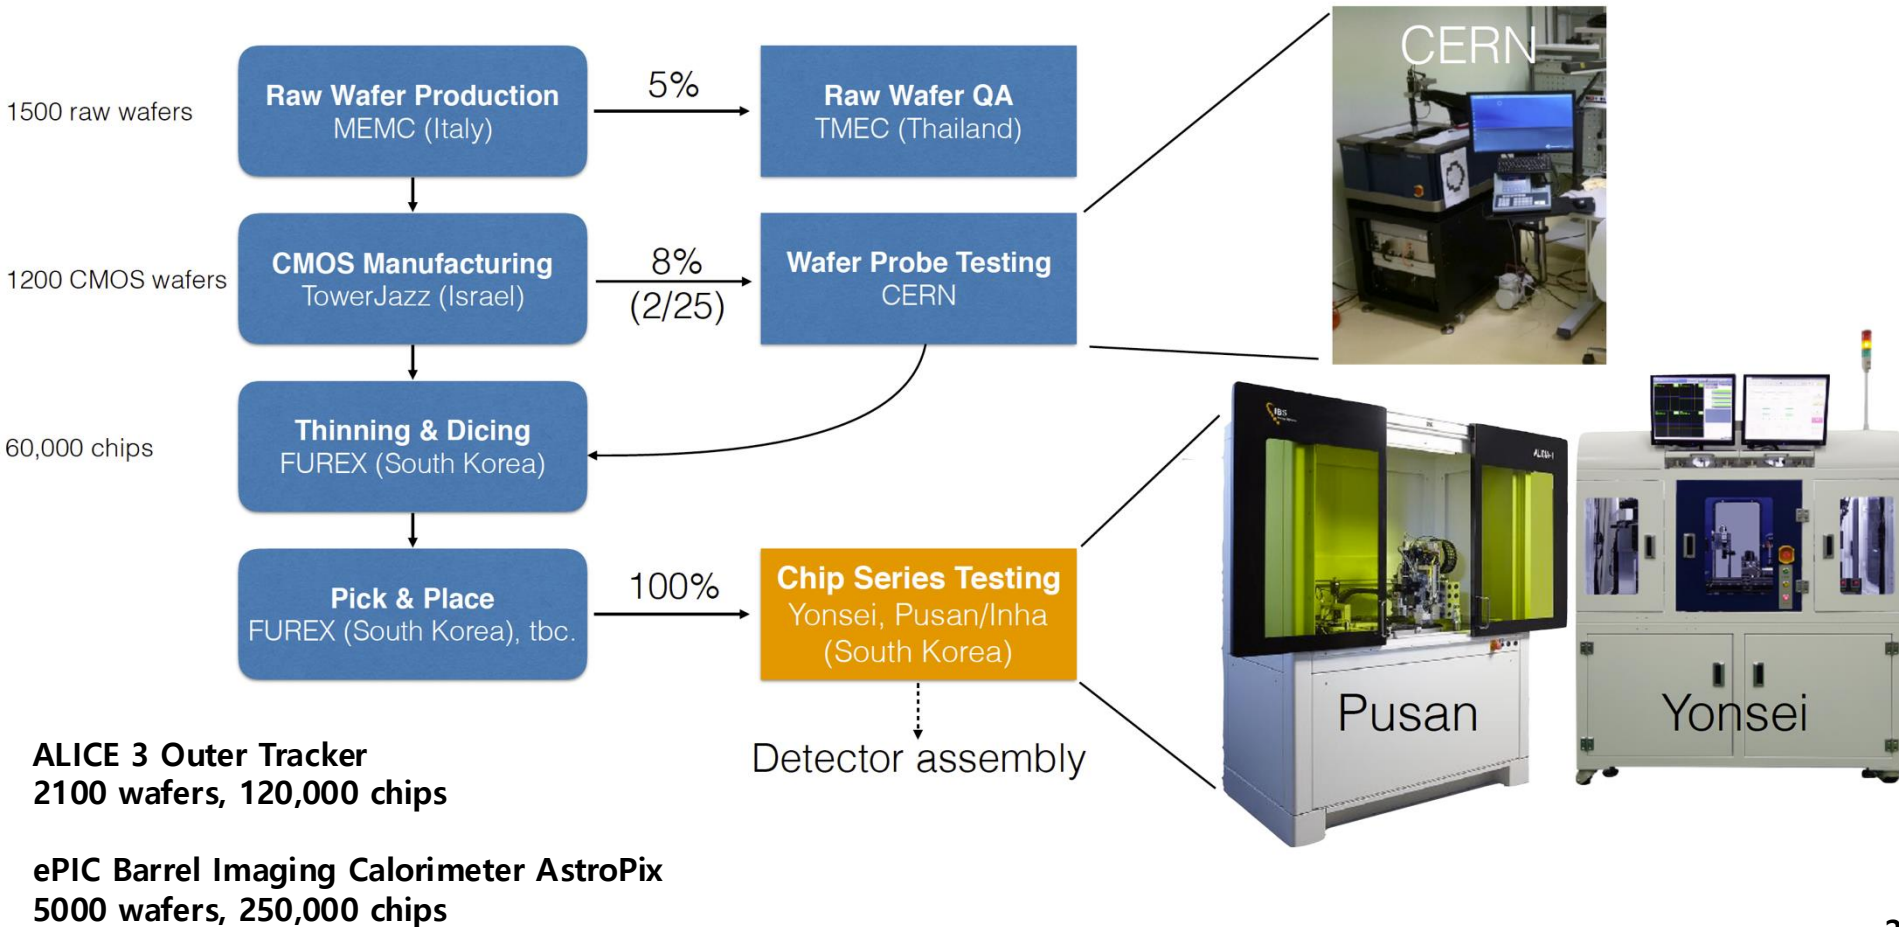 1500 raw wafers
Raw Wafer Production
MEMC (Italy)
5%
Raw Wafer QA
TMEC (Thailand)
CERN
1200 CMOS wafers
CMOS Manufacturing
TowerJazz (Israel)
8%
(2/25)
Wafer Probe Testing
CERN
60,000 chips
Thinning & Dicing
FUREX (South Korea)
Pick & Place
FUREX (South Korea), tbc.
100%
Chip Series Testing
Yonsei, Pusan/Inha
(South Korea)
Detector assembly
IBS
Pusan
Yonsei
ALICE 3 Outer Tracker
2100 wafers, 120,000 chips
ePIC Barrel Imaging Calorimeter AstroPix
5000 wafers, 250,000 chips